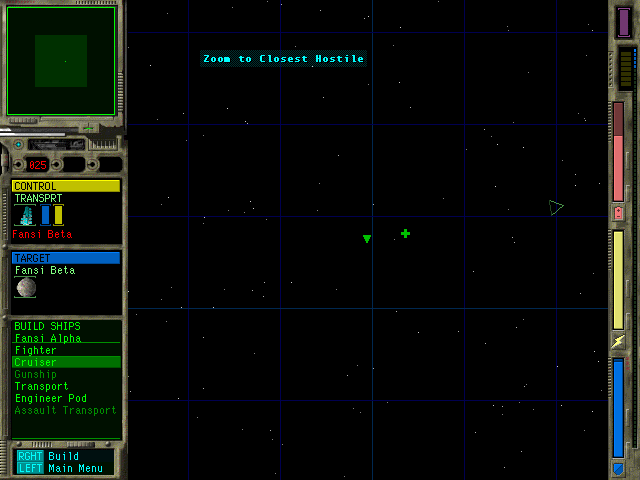 Zoom to Closest Hostile
025
CONTROL
TRANSPRT
Fansi Beta
TARGET
Fansi Beta
BUILD SHIPS
Fansi Alpha
Fighter
Cruiser
Gunship
Transport
Engineer Pod
Assault Transport
RGHT Build
LEFT Main Menu